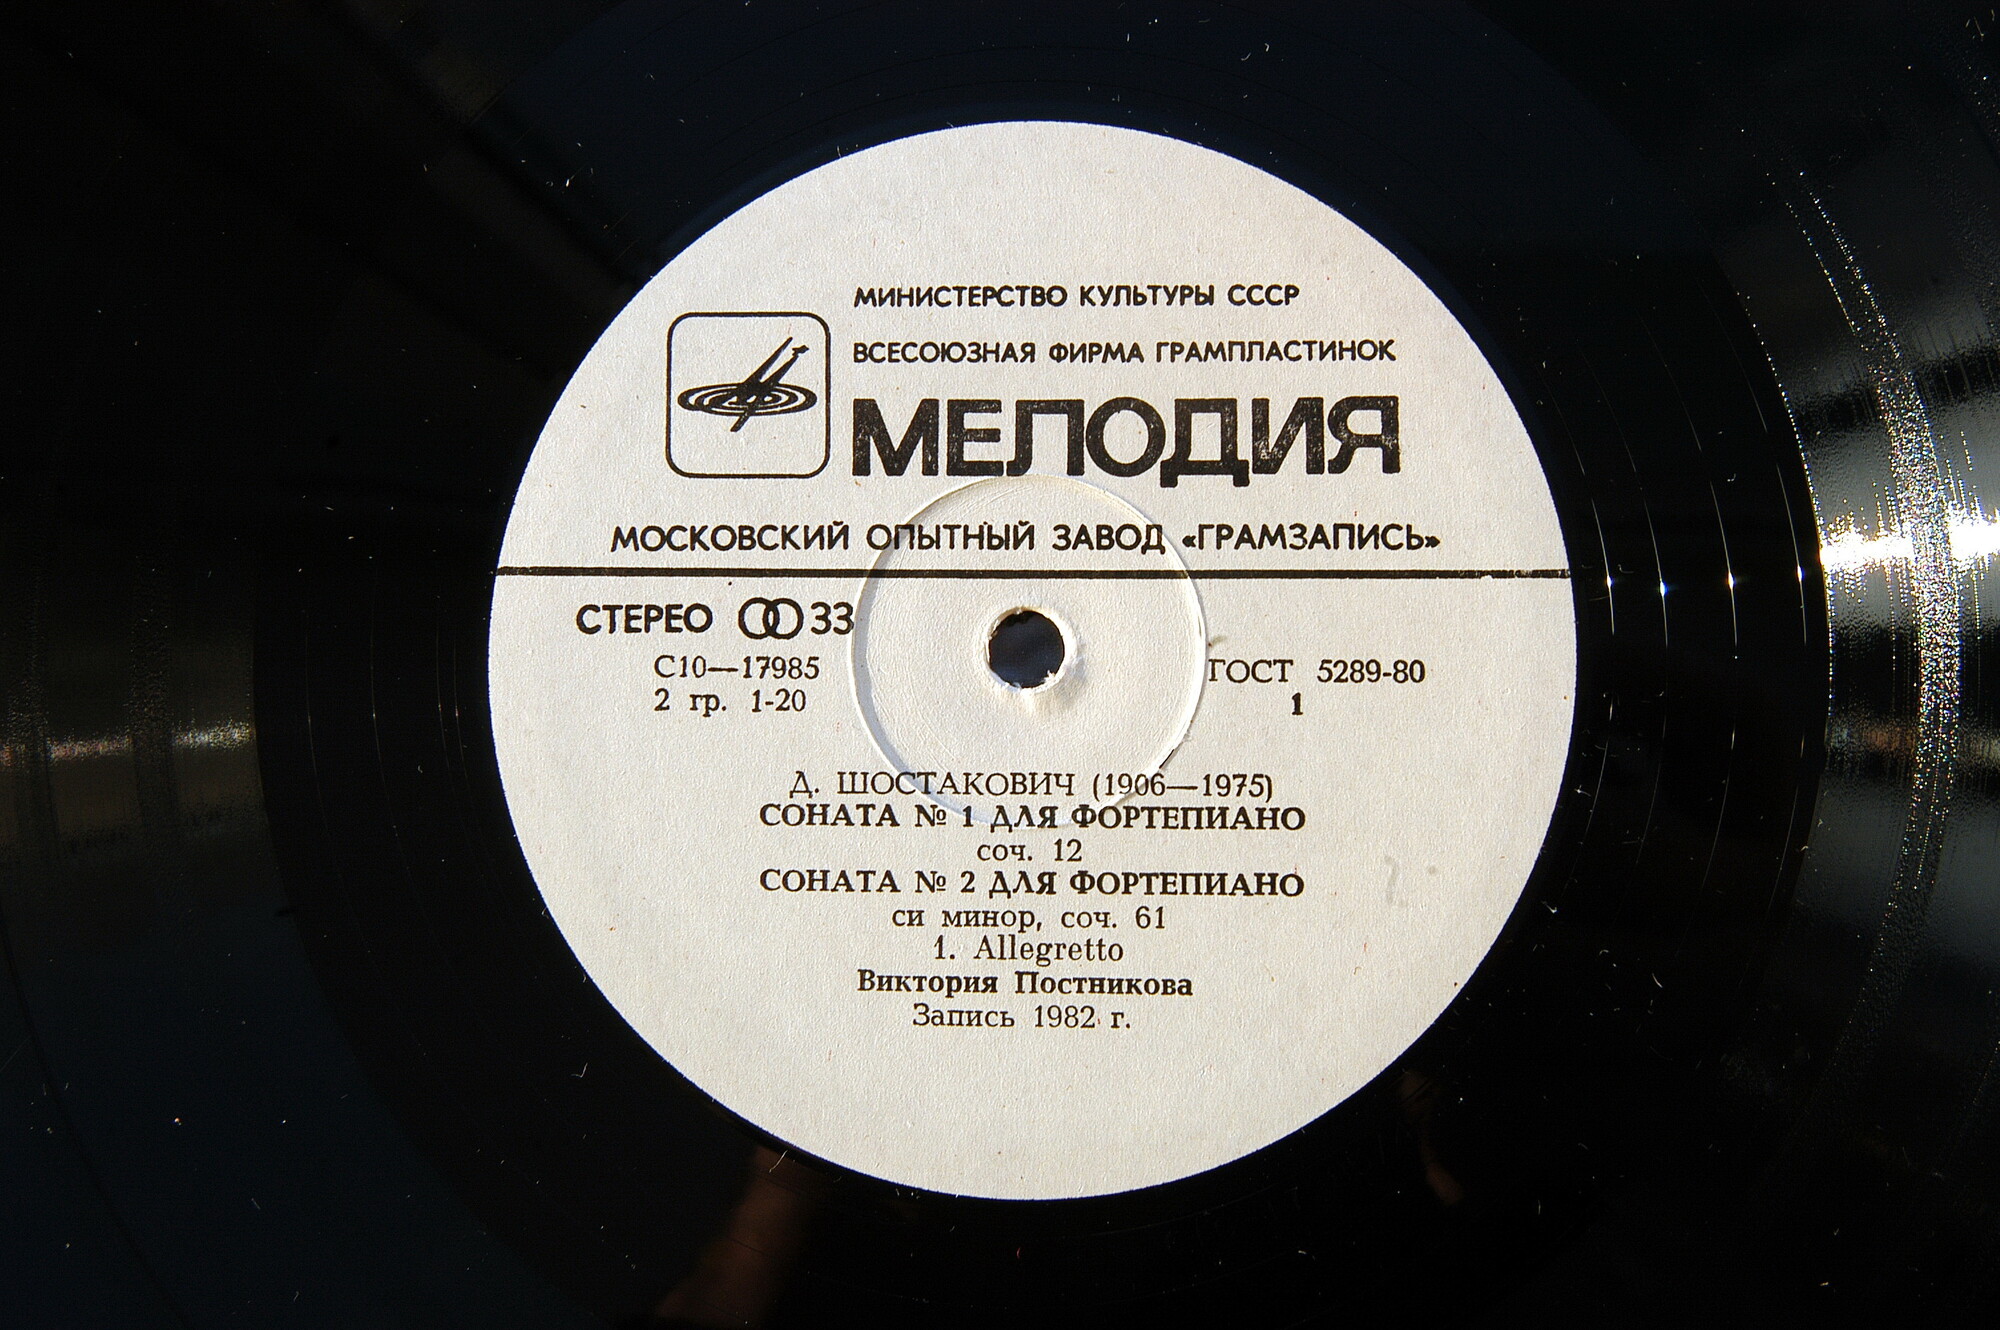 МИНИСТЕРСТВО КУЛЬТУРЫ СССР
ВСЕСОЮЗНАЯ ФИРМА ГРАМПЛАСТИНОК
МЕЛОДИЯ
МОСКОВСКИЙ ОПЫТНЫЙ ЗАВОД «ГРАМЗАПИСЬ»
СТЕРЕО 33
С10—17985
ГОСТ 5289-80
2 гр. 1-20
1
Д. ШОСТАКОВИЧ (1906—1975)
СОНАТА № 1 ДЛЯ ФОРТЕПИАНО
соч. 12
СОНАТА № 2 ДЛЯ ФОРТЕПИАНО
си минор, соч. 61
1. Allegretto
Виктория Постникова
Запись 1982 г.